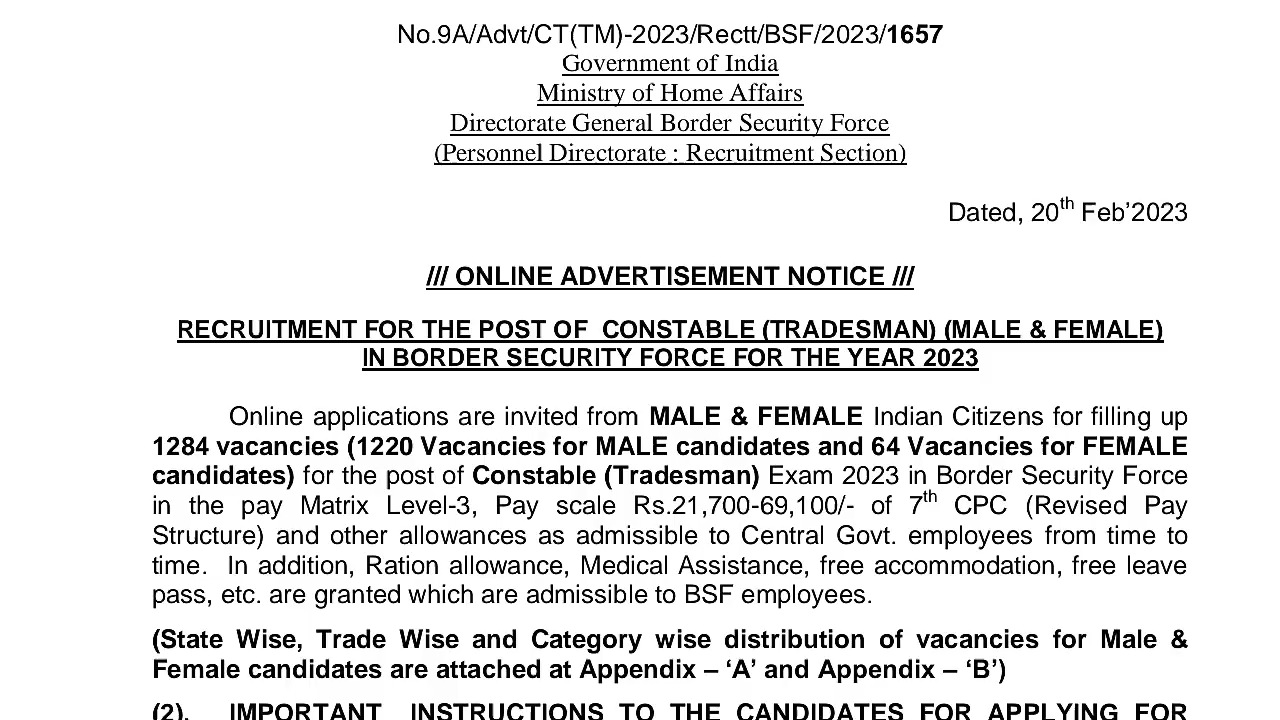 No.9A/Advt/CT(TM)-2023/Rectt/BSF/2023/1657
Government of India
Ministry of Home Affairs
Directorate General Border Security Force
(Personnel Directorate : Recruitment Section)
Dated, 20th Feb’2023
/// ONLINE ADVERTISEMENT NOTICE ///
RECRUITMENT FOR THE POST OF CONSTABLE (TRADESMAN) (MALE & FEMALE)
IN BORDER SECURITY FORCE FOR THE YEAR 2023
Online applications are invited from MALE & FEMALE Indian Citizens for filling up
1284 vacancies (1220 Vacancies for MALE candidates and 64 Vacancies for FEMALE
candidates) for the post of Constable (Tradesman) Exam 2023 in Border Security Force
in the pay Matrix Level-3, Pay scale Rs.21,700-69,100/- of 7th CPC (Revised Pay
Structure) and other allowances as admissible to Central Govt. employees from time to
time. In addition, Ration allowance, Medical Assistance, free accommodation, free leave
pass, etc. are granted which are admissible to BSF employees.
(State Wise, Trade Wise and Category wise distribution of vacancies for Male &
Female candidates are attached at Appendix – ‘A’ and Appendix – ‘B’)
(2). IMPORTANT INSTRUCTIONS TO THE CANDIDATES FOR APPLYING FOR